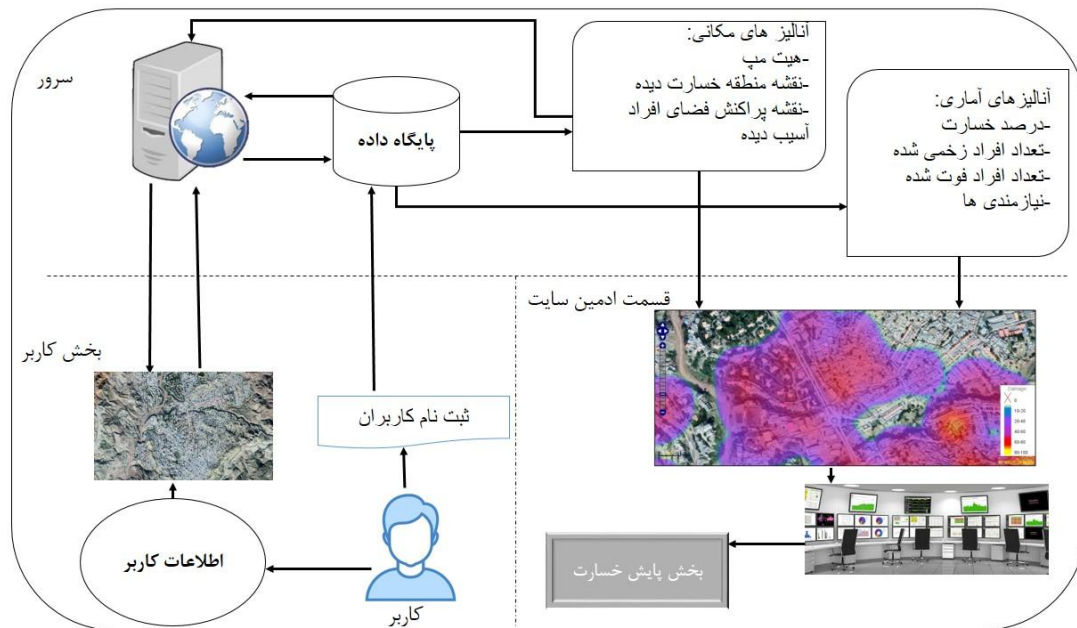 سرور
پایگاه داده
آنالیز های مکانی:
-هیت مپ
-نقشه منطقه خسارت دیده
-نقشه پراکنش فضای افراد
آسیب دیده
آنالیزهای آماری:
-درصد خسارت
-تعداد افراد زخمی شده
-تعداد افراد فوت شده
-نیازمندی ها
قسمت ادمین سایت
بخش کاربر
ثبت نام کاربران
اطلاعات کاربر
کاربر
بخش پایش خسارت